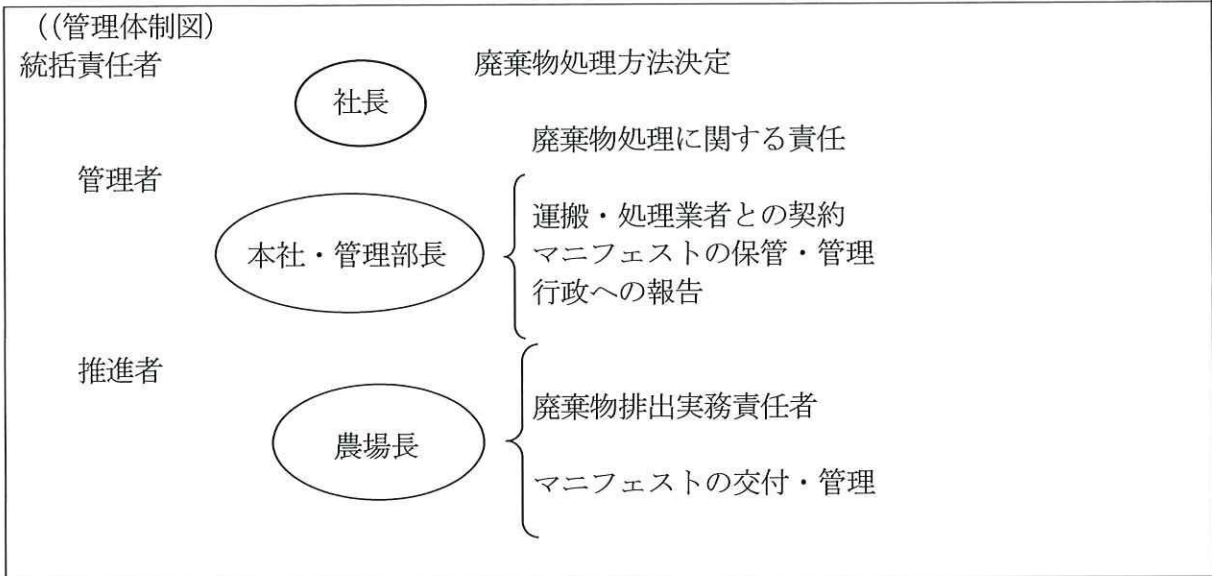 ((管理体制図)
統括責任者 廃棄物処理方法決定
社長
廃棄物処理に関する責任
管理者
運搬・処理業者との契約
本社・管理部長 マニフェストの保管・管理
行政への報告
推進者
廃棄物排出実務責任者
農場長
マニフェストの交付・管理